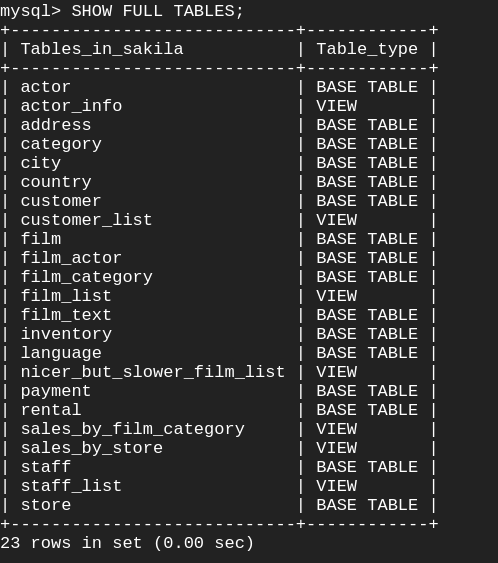 mysql> SHOW FULL TABLES;
+----------------------------+------------+
| Tables_in_sakila           | Table_type |
+----------------------------+------------+
| actor                      | BASE TABLE |
| actor_info                 | VIEW       |
| address                    | BASE TABLE |
| category                   | BASE TABLE |
| city                       | BASE TABLE |
| country                    | BASE TABLE |
| customer                   | BASE TABLE |
| customer_list              | VIEW       |
| film                       | BASE TABLE |
| film_actor                 | BASE TABLE |
| film_category              | BASE TABLE |
| film_list                  | VIEW       |
| film_text                  | BASE TABLE |
| inventory                  | BASE TABLE |
| language                   | BASE TABLE |
| nicer_but_slower_film_list | VIEW       |
| payment                    | BASE TABLE |
| rental                     | BASE TABLE |
| sales_by_film_category     | VIEW       |
| sales_by_store             | VIEW       |
| staff                      | BASE TABLE |
| staff_list                 | VIEW       |
| store                      | BASE TABLE |
+----------------------------+------------+
23 rows in set (0.00 sec)